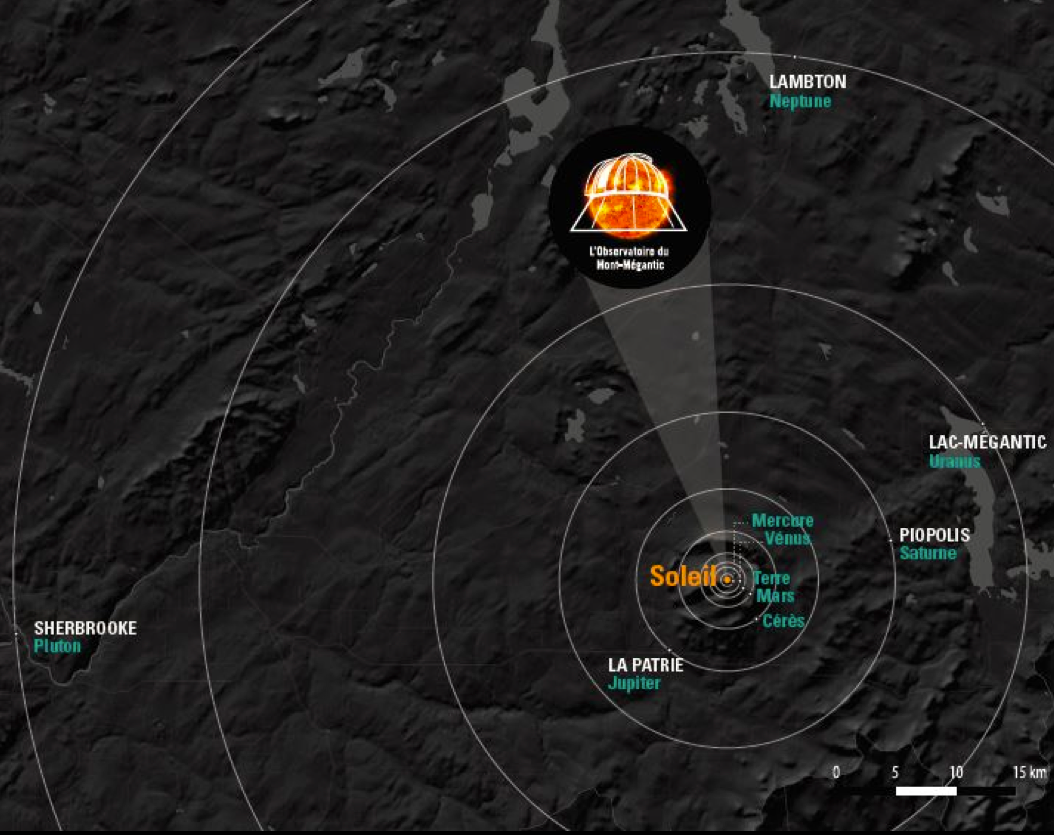 LAMBTON
Neptune
L'Observatoire du
Mont-Mégantic
LAC-MÉGANTIC
Uranus
Mercure
Vénus
PIOPOLIS
Saturne
Soleil
Terre
Mars
Cérès
SHERBROOKE
Pluton
LA PATRIE
Jupiter
0 5 10 15 km